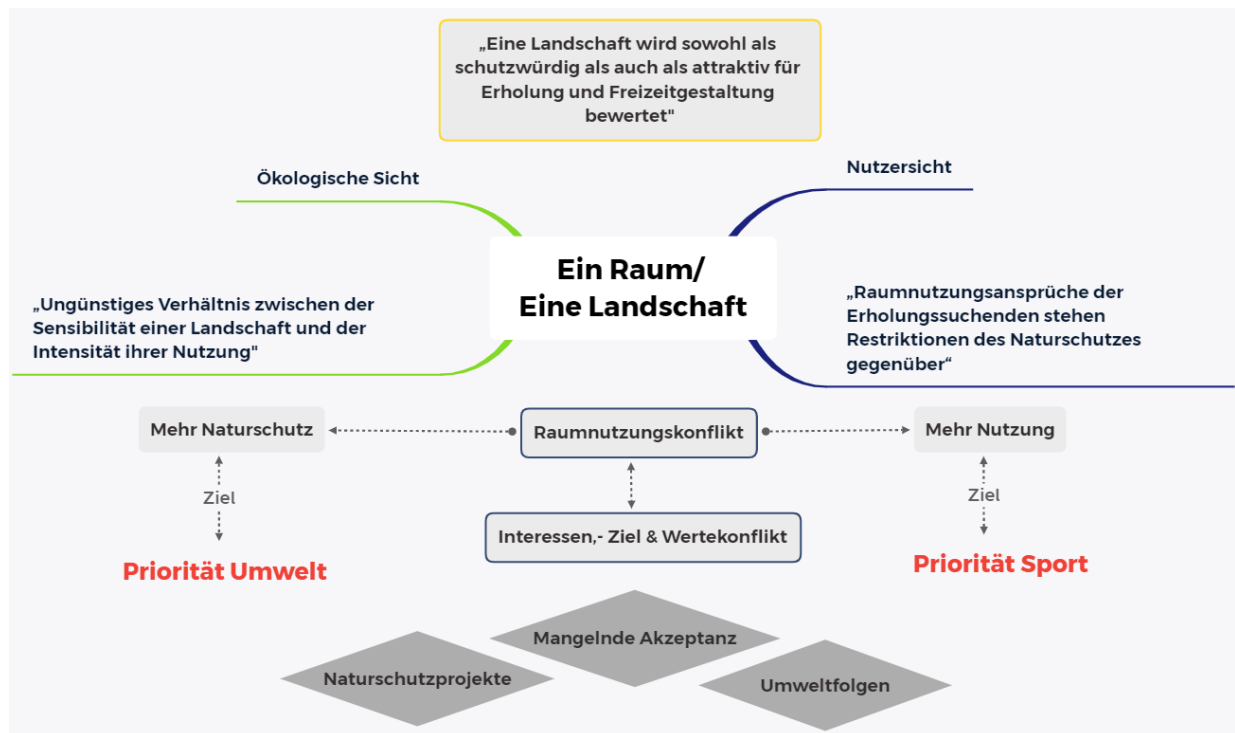 „Eine Landschaft wird sowohl als
schutzwürdig als auch als attraktiv für
Erholung und Freizeitgestaltung
bewertet"
Ökologische Sicht
Nutzersicht
Ein Raum/
Eine Landschaft
„Ungünstiges Verhältnis zwischen der
Sensibilität einer Landschaft und der
Intensität ihrer Nutzung"
„Raumnutzungsansprüche der
Erholungssuchenden stehen
Restriktionen des Naturschutzes
gegenüber“
Mehr Naturschutz
Raumnutzungskonflikt
Mehr Nutzung
Ziel
Ziel
Interessen,- Ziel & Wertekonflikt
Priorität Umwelt
Priorität Sport
Mangelnde Akzeptanz
Naturschutzprojekte
Umweltfolgen